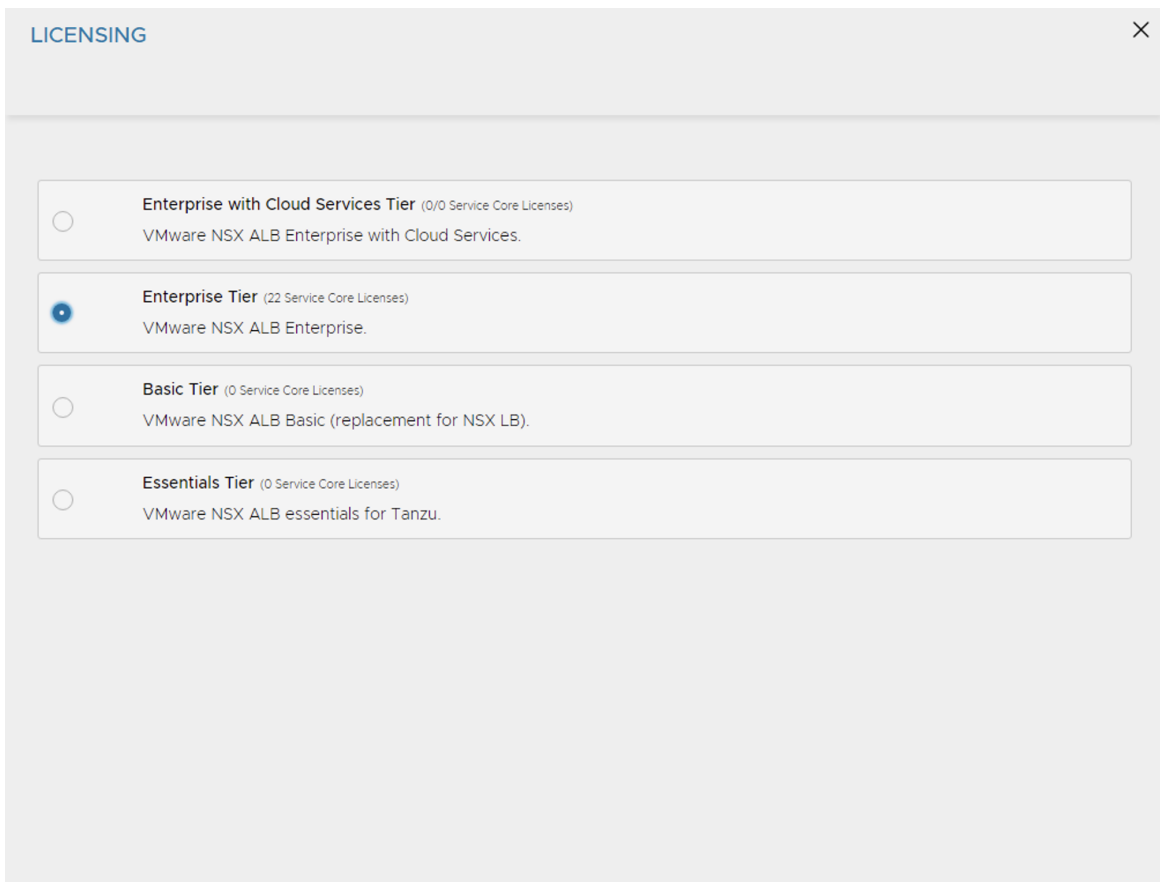 LICENSING
Enterprise with Cloud Services Tier (0/0 Service Core Licenses)
VMware NSX ALB Enterprise with Cloud Services.
Enterprise Tier (22 Service Core Licenses)
VMware NSX ALB Enterprise.
Basic Tier (0 Service Core Licenses)
VMware NSX ALB Basic (replacement for NSX LB).
Essentials Tier (0 Service Core Licenses)
VMware NSX ALB essentials for Tanzu.